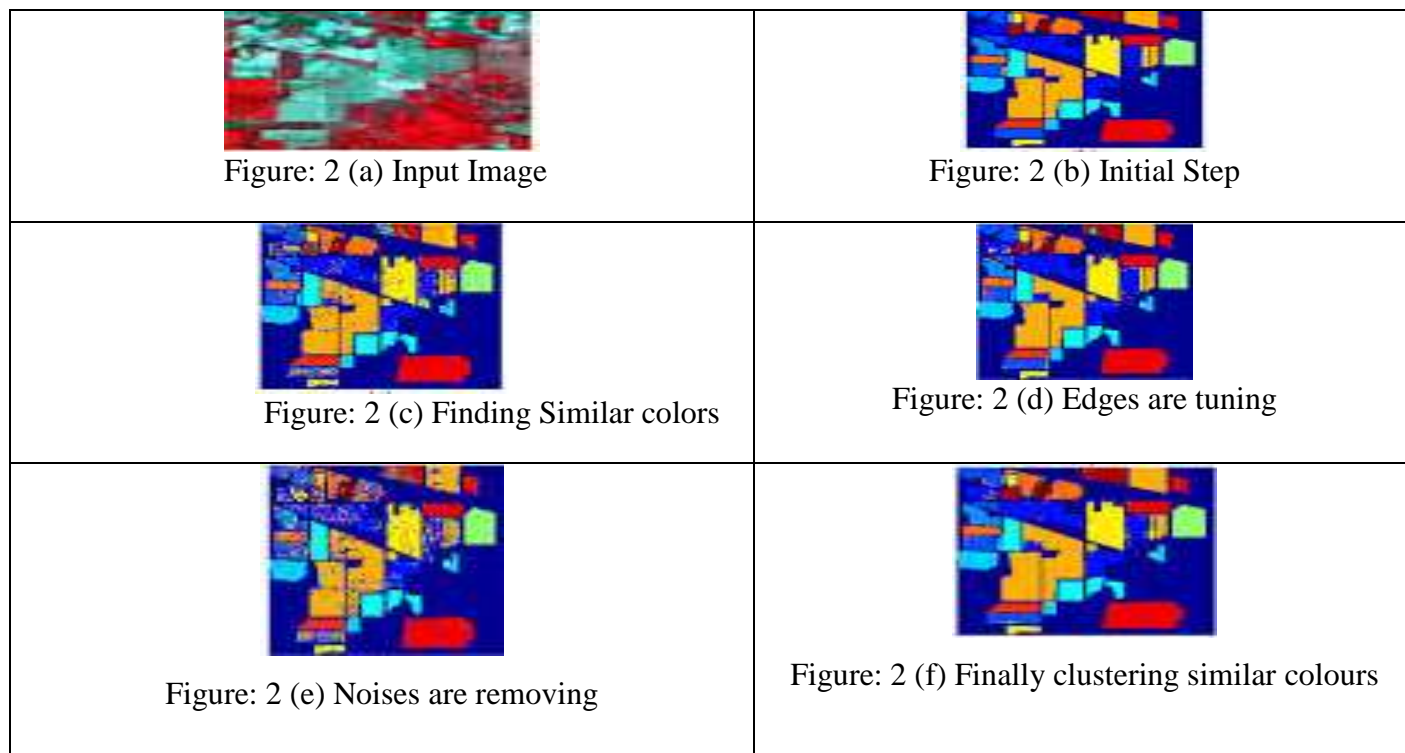 Figure: 2 (a) Input Image
Figure: 2 (b) Initial Step
Figure: 2 (c) Finding Similar colors
Figure: 2 (d) Edges are tuning
Figure: 2 (e) Noises are removing
Figure: 2 (f) Finally clustering similar colours